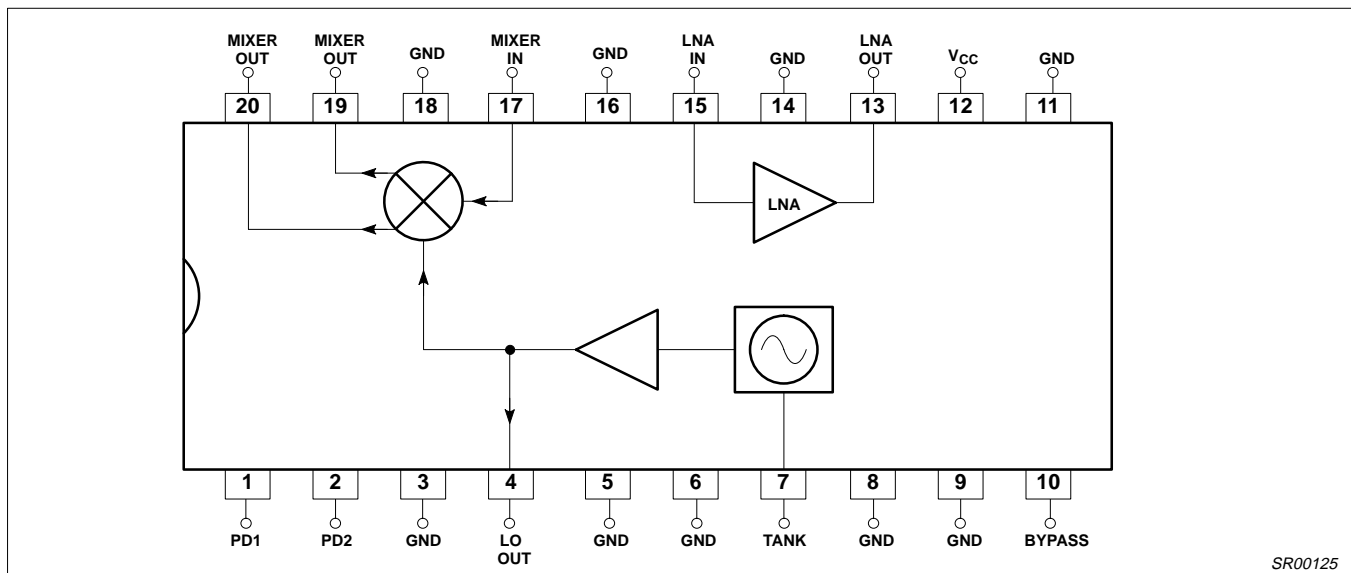 MIXER OUT
MIXER OUT
GND
MIXER IN
GND
LNA IN
GND
LNA OUT
VCC
GND
20 19 18 17 16 15 14 13 12 11
LNA
1 2 3 4 5 6 7 8 9 10
PD1
PD2
GND
LO OUT
GND
GND
TANK
GND
GND
BYPASS
SR00125